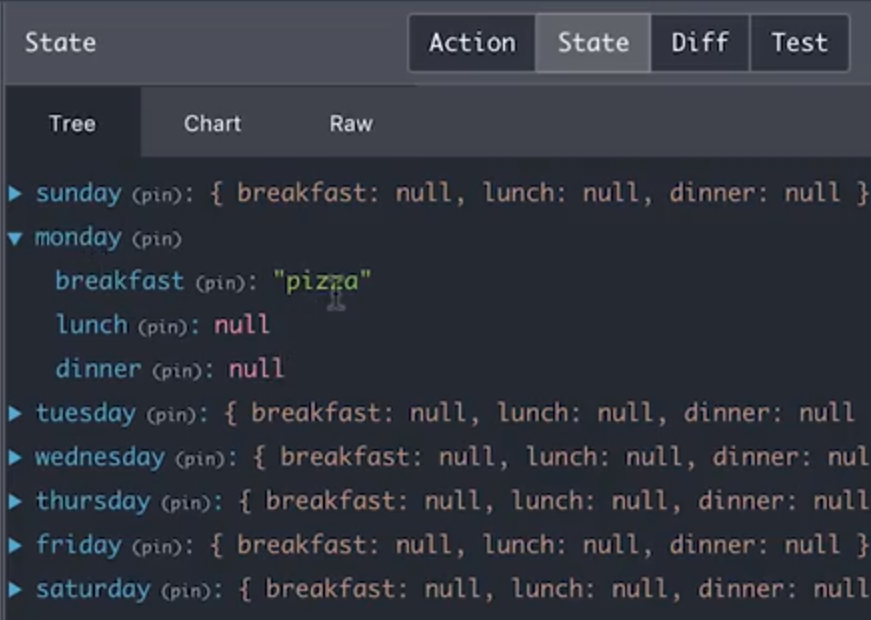 State Action State Diff Test
Tree Chart Raw
sunday (pin): { breakfast: null, lunch: null, dinner: null }
monday (pin)
breakfast (pin): "pizza"
lunch (pin): null
dinner (pin): null
tuesday (pin): { breakfast: null, lunch: null, dinner: null
wednesday (pin): { breakfast: null, lunch: null, dinner: nul
thursday (pin): { breakfast: null, lunch: null, dinner: null
friday (pin): { breakfast: null, lunch: null, dinner: null }
saturday (pin): { breakfast: null, lunch: null, dinner: null